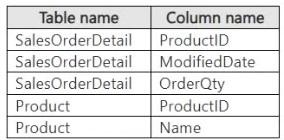 Table name Column name
SalesOrderDetail ProductID
SalesOrderDetail ModifiedDate
SalesOrderDetail OrderQty
Product ProductID
Product Name